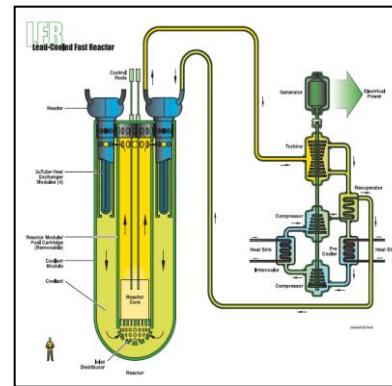 LFR
Lead-Cooled Fast Reactor
Control
Rods
Header
U-Tube Heat
Exchanger
Modules (4)
Reactor Module/
Fuel Cartridge
(Removable)
Coolant
Module
Coolant
Reactor
Core
Inlet
Distributor
Reactor
Generator
Electrical
Power
Turbine
Recuperator
Compressor
Heat Sink
Pre
Cooler
Heat Sink
Intercooler
Compressor